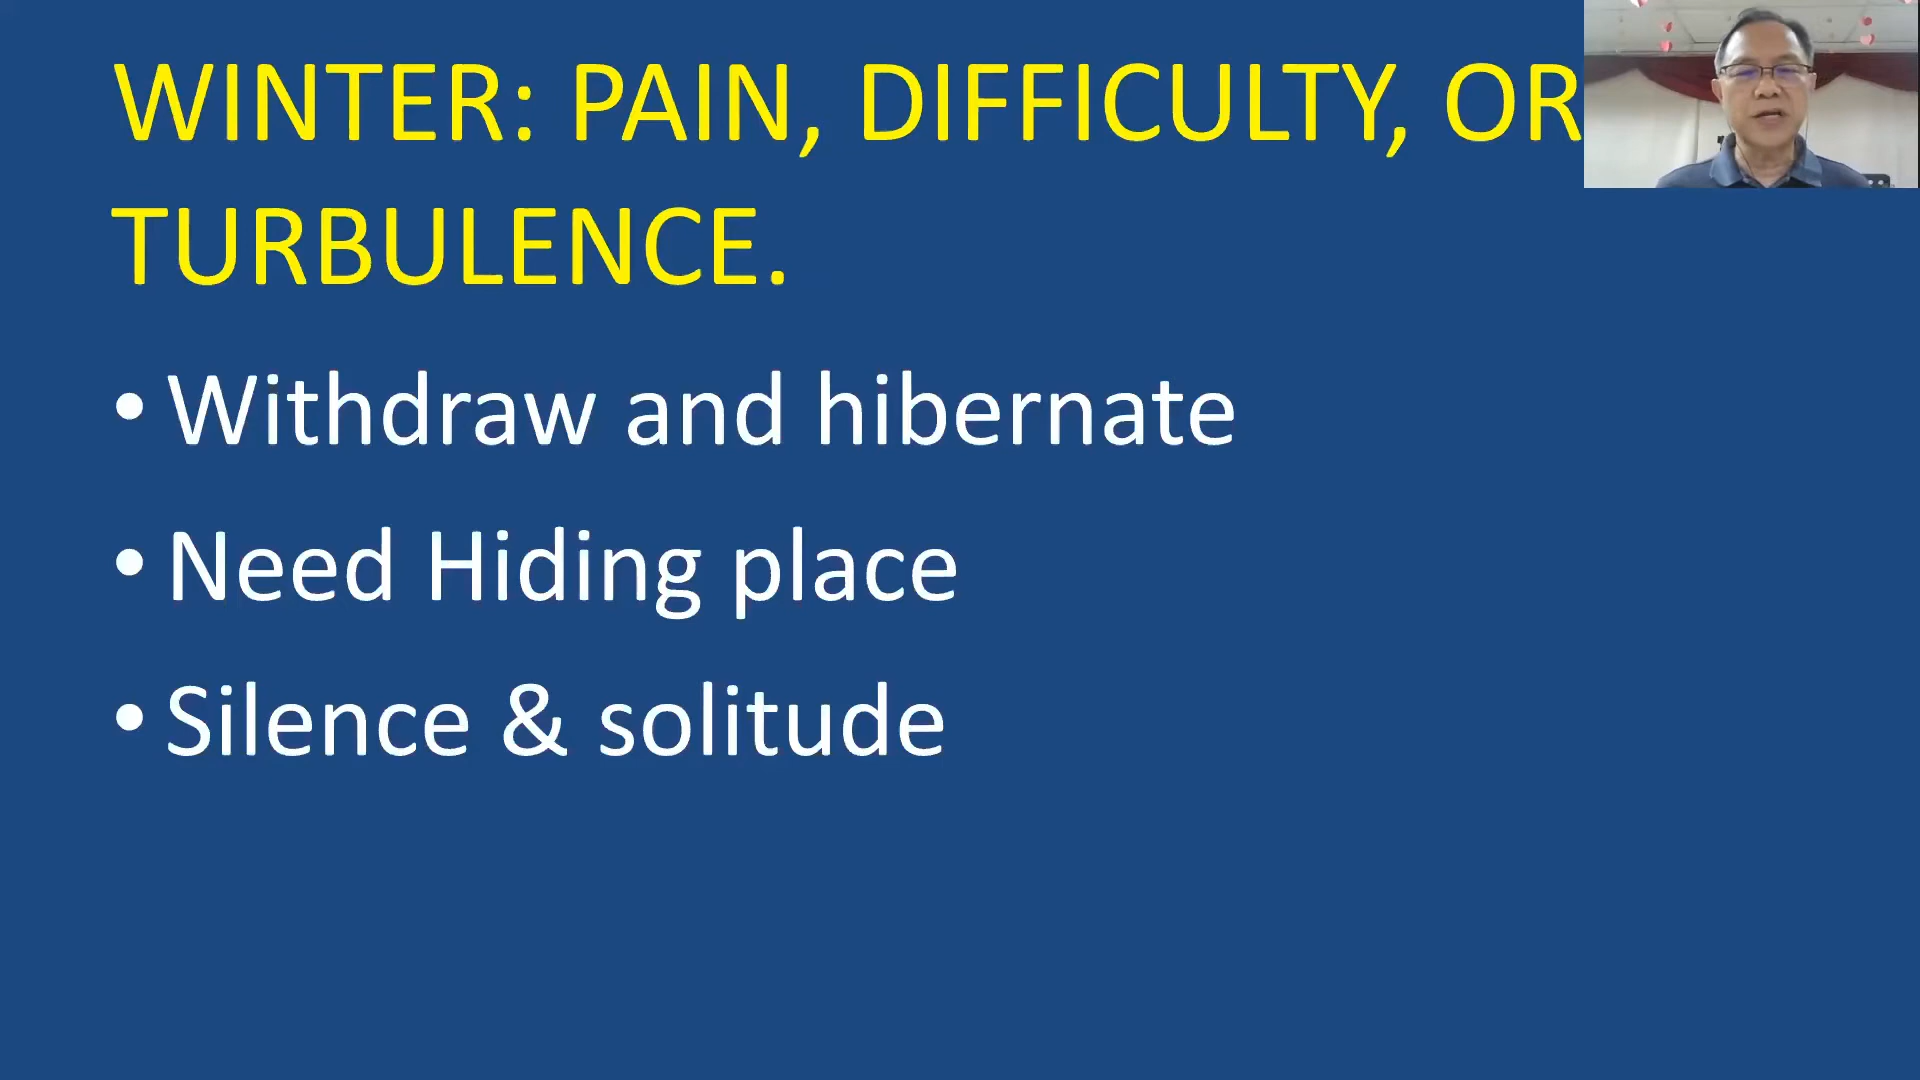 WINTER: PAIN, DIFFICULTY, OR
TURBULENCE.
• Withdraw and hibernate
• Need Hiding place
• Silence & solitude